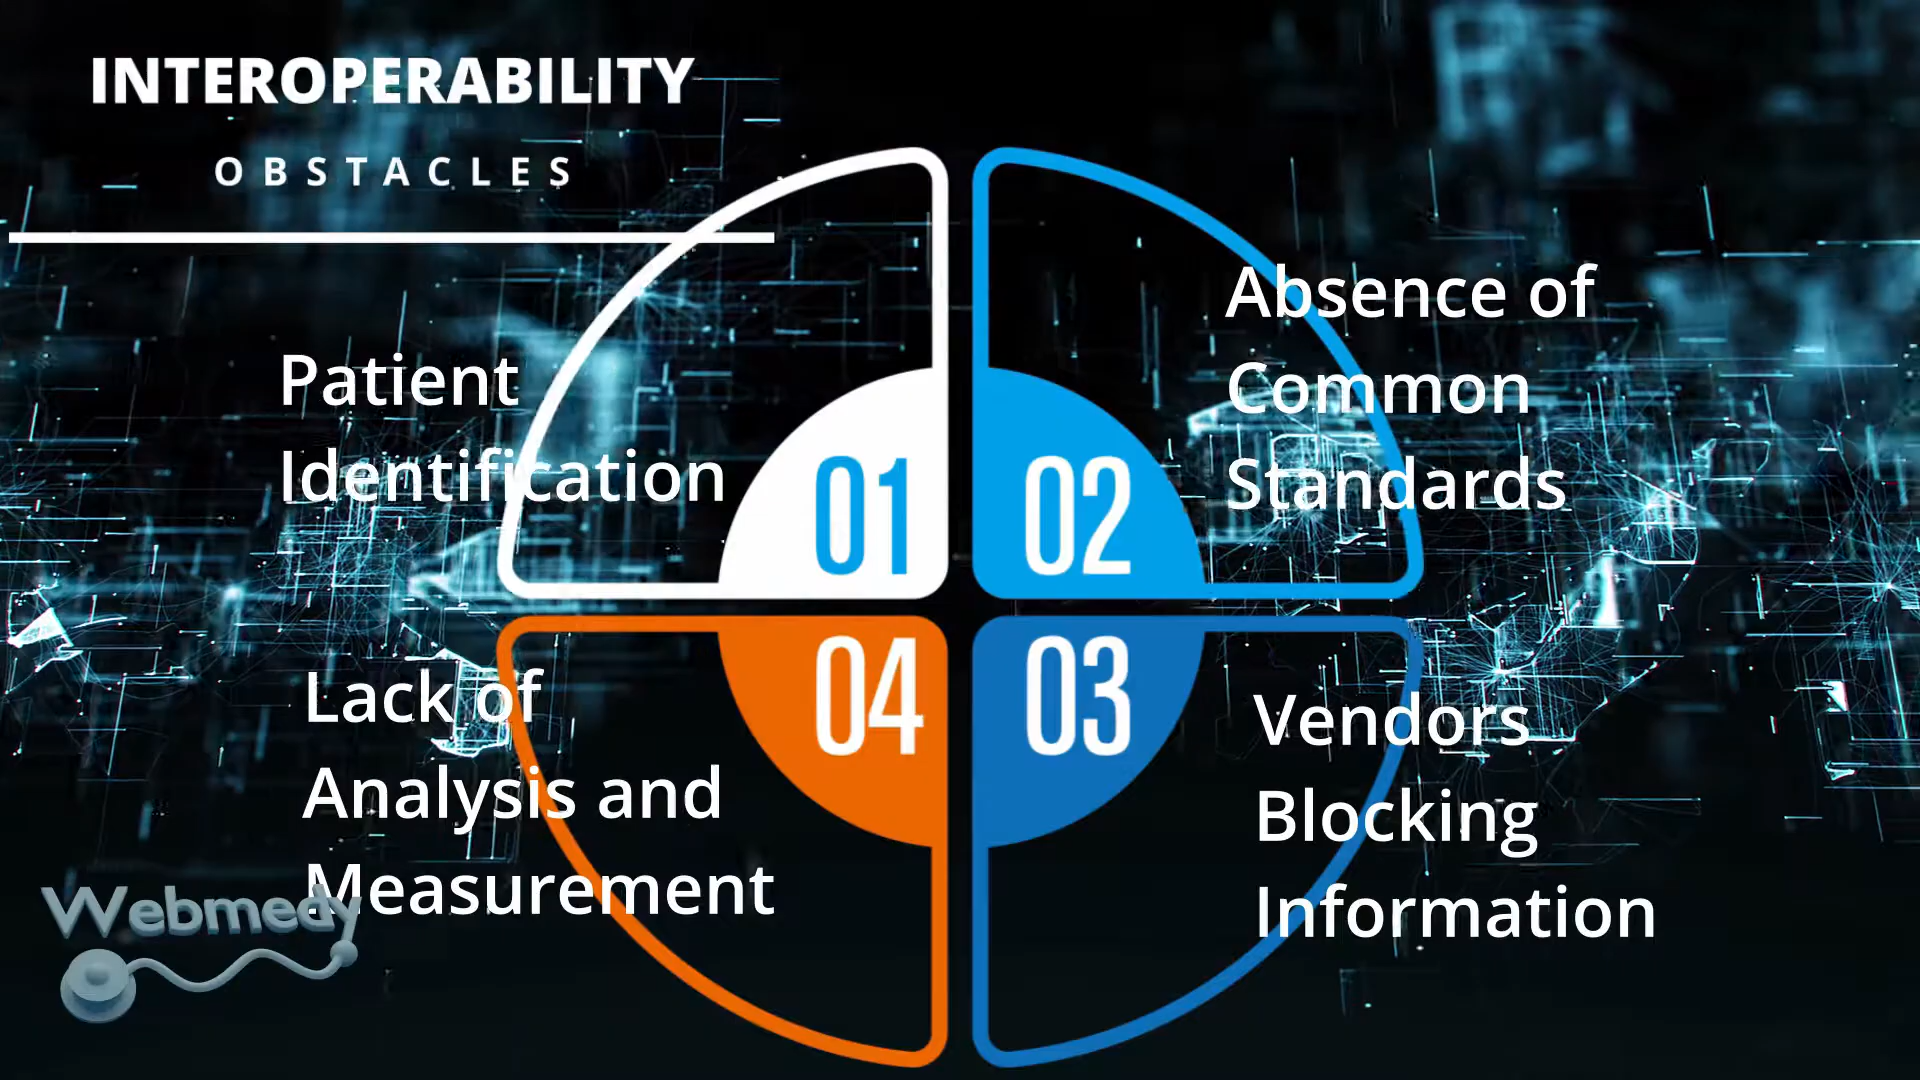 INTEROPERABILITY
OBSTACLES
Patient
Identification
01
02
Absence of
Common
Standards
04
03
Lack of
Analysis and
Measurement
Vendors
Blocking
Information
Webmedy